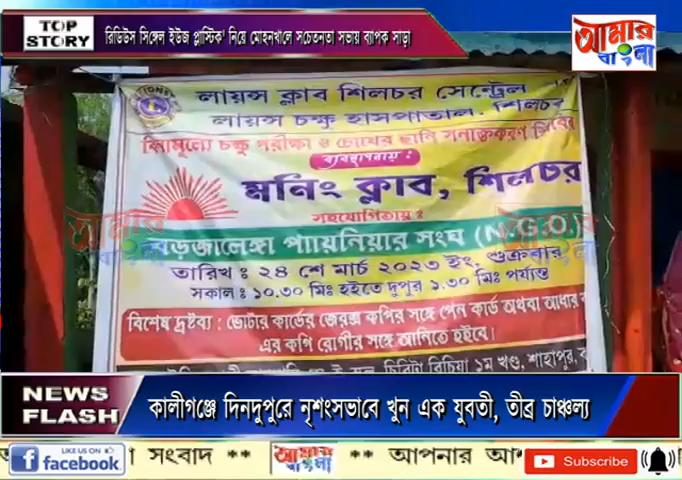 TOP STORY
রিডিউস সিঙ্গেল ইউজ প্লাস্টিক' নিয়ে মোহনখালে সচেতনতা সভায় ব্যাপক সাড়া
আমার বাংলা
লায়ন্স ক্লাব শিলচর সেন্ট্রেল
লায়ন্স চক্ষু হাসপাতাল, শিলচর
বিনামূল্যে চক্ষু পরীক্ষা ও চোখের ছানি সনাক্তকরণ শিবির
ব্যবস্থাপনায় :
মর্নিং ক্লাব, শিলচর
সহযোগিতায় :
বড়জালেঙ্গা পায়োনিয়ার সংঘ (N.G.O.)
তারিখ : ২৪ শে মার্চ ২০২৩ ইং, শুক্রবার
সকাল : ১০.৩০ মিঃ হইতে দুপুর ১.৩০ মিঃ পর্যন্ত
বিশেষ দ্রষ্টব্য : ভোটার কার্ডের জেরক্স কপির সঙ্গে পেন কার্ড অথবা আধার
এর কপি রোগীর সঙ্গে আনিতে হইবে।
চিরিটা বিচিয়া ১ম খণ্ড, শাহাপুর,
NEWS FLASH
কালীগঞ্জে দিনদুপুরে নৃশংসভাবে খুন এক যুবতী, তীব্র চাঞ্চল্য
LIKE US ON facebook
সংবাদ ** আমার বাংলা ** আপনার
Subscribe